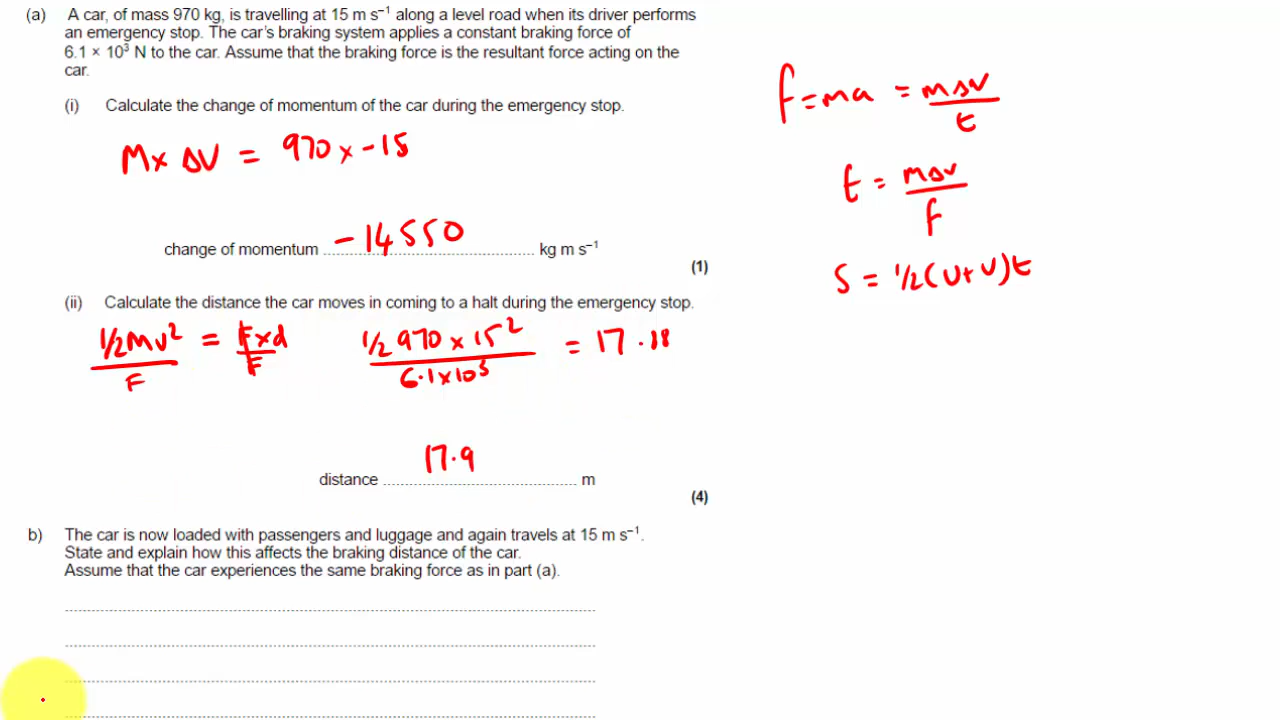 (a) A car, of mass 970 kg, is travelling at 15 m s⁻¹ along a level road when its driver performs
an emergency stop. The car's braking system applies a constant braking force of
6.1 × 10³ N to the car. Assume that the braking force is the resultant force acting on the
car.
(i) Calculate the change of momentum of the car during the emergency stop.
M x ΔV = 970 x -15
change of momentum -14550 kg m s⁻¹
(1)
(ii) Calculate the distance the car moves in coming to a halt during the emergency stop.
½MV²/F = Fxd/F ½ 970 x 15²/6.1x10³ = 17.18
distance 17.9 m
(4)
b) The car is now loaded with passengers and luggage and again travels at 15 m s⁻¹.
State and explain how this affects the braking distance of the car.
Assume that the car experiences the same braking force as in part (a).
F = ma = mΔV/t
t = mΔV/F
S = ½(U+V)t